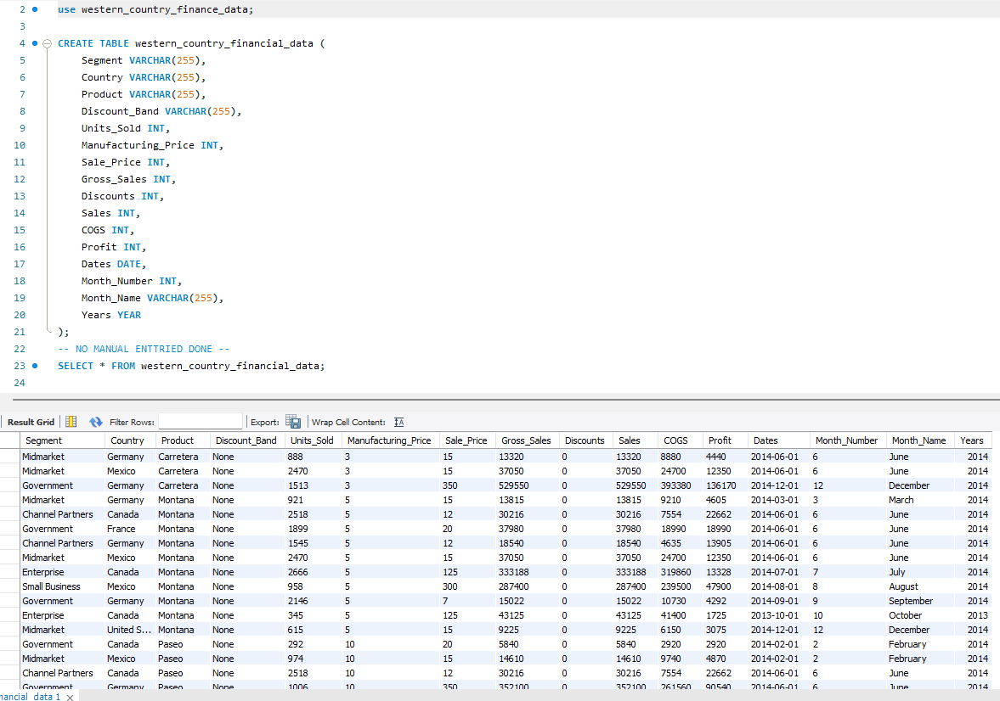 2 use western_country_finance_data;
3
4 CREATE TABLE western_country_financial_data (
5 Segment VARCHAR(255),
6 Country VARCHAR(255),
7 Product VARCHAR(255),
8 Discount_Band VARCHAR(255),
9 Units_Sold INT,
10 Manufacturing_Price INT,
11 Sale_Price INT,
12 Gross_Sales INT,
13 Discounts INT,
14 Sales INT,
15 COGS INT,
16 Profit INT,
17 Dates DATE,
18 Month_Number INT,
19 Month_Name VARCHAR(255),
20 Years YEAR
21 );
22 -- NO MANUAL ENTTRIED DONE --
23 SELECT * FROM western_country_financial_data;
24
Result Grid Filter Rows: Export: Wrap Cell Content:
Segment Country Product Discount_Band Units_Sold Manufacturing_Price Sale_Price Gross_Sales Discounts Sales COGS Profit Dates Month_Number Month_Name Years
Midmarket Germany Carretera None 888 3 15 13320 0 13320 8880 4440 2014-06-01 6 June 2014
Midmarket Mexico Carretera None 2470 3 15 37050 0 37050 24700 12350 2014-06-01 6 June 2014
Government Germany Carretera None 1513 3 350 529550 0 529550 393380 136170 2014-12-01 12 December 2014
Midmarket Germany Montana None 921 5 15 13815 0 13815 9210 4605 2014-03-01 3 March 2014
Channel Partners Canada Montana None 2518 5 12 30216 0 30216 7554 22662 2014-06-01 6 June 2014
Government France Montana None 1899 5 20 37980 0 37980 18990 18990 2014-06-01 6 June 2014
Channel Partners Germany Montana None 1545 5 12 18540 0 18540 4635 13905 2014-06-01 6 June 2014
Midmarket Mexico Montana None 2470 5 15 37050 0 37050 24700 12350 2014-06-01 6 June 2014
Enterprise Canada Montana None 2666 5 125 333188 0 333188 319860 13328 2014-07-01 7 July 2014
Small Business Mexico Montana None 958 5 300 287400 0 287400 239500 47900 2014-08-01 8 August 2014
Government Germany Montana None 2146 5 7 15022 0 15022 10730 4292 2014-09-01 9 September 2014
Enterprise Canada Montana None 345 5 125 43125 0 43125 41400 1725 2013-10-01 10 October 2013
Midmarket United S... Montana None 615 5 15 9225 0 9225 6150 3075 2014-12-01 12 December 2014
Government Canada Paseo None 292 10 20 5840 0 5840 2920 2920 2014-02-01 2 February 2014
Midmarket Mexico Paseo None 974 10 15 14610 0 14610 9740 4870 2014-02-01 2 February 2014
Channel Partners Canada Paseo None 2518 10 12 30216 0 30216 7554 22662 2014-06-01 6 June 2014
Government Germany Paseo None 1006 10 350 352100 0 352100 261560 90540 2014-06-01 6 June 2014
nancial_data 1